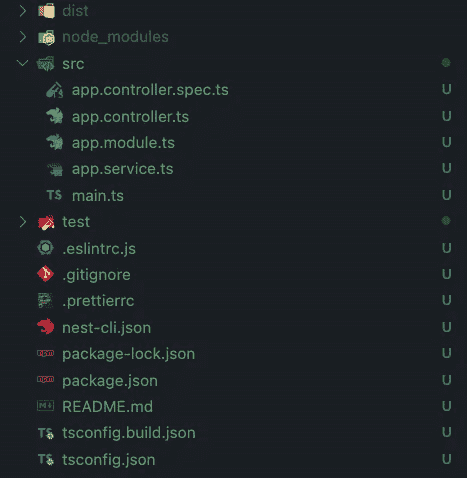 dist
node_modules
src
app.controller.spec.ts U
app.controller.ts U
app.module.ts U
app.service.ts U
TS main.ts U
test
.eslintrc.js U
.gitignore U
.prettierrc U
nest-cli.json U
npm package-lock.json U
npm package.json U
README.md U
TS tsconfig.build.json U
TS tsconfig.json U